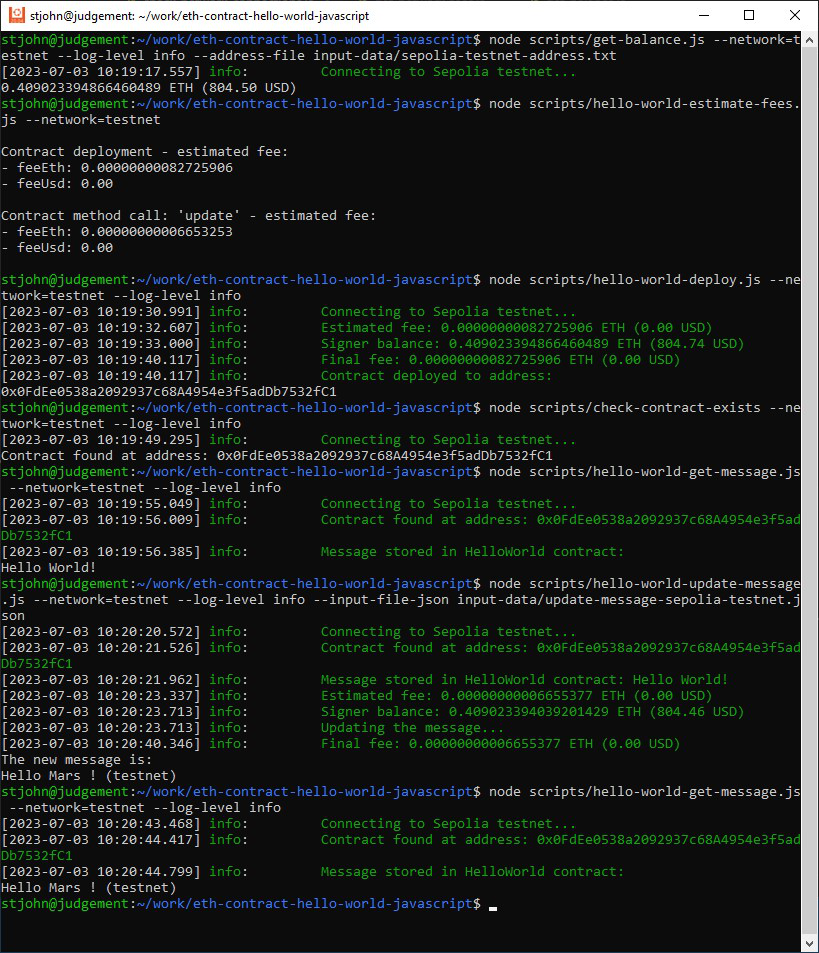 stjohn@judgement: ~/work/eth-contract-hello-world-javascript
stjohn@judgement:~/work/eth-contract-hello-world-javascript$ node scripts/get-balance.js --network=t
estnet --log-level info --address-file input-data/sepolia-testnet-address.txt
[2023-07-03 10:19:17.557] info:         Connecting to Sepolia testnet...
0.409023394866460489 ETH (804.50 USD)
stjohn@judgement:~/work/eth-contract-hello-world-javascript$ node scripts/hello-world-estimate-fees.
js --network=testnet

Contract deployment - estimated fee:
- feeEth: 0.00000000082725906
- feeUsd: 0.00

Contract method call: 'update' - estimated fee:
- feeEth: 0.00000000006653253
- feeUsd: 0.00

stjohn@judgement:~/work/eth-contract-hello-world-javascript$ node scripts/hello-world-deploy.js --ne
twork=testnet --log-level info
[2023-07-03 10:19:30.991] info:         Connecting to Sepolia testnet...
[2023-07-03 10:19:32.607] info:         Estimated fee: 0.00000000082725906 ETH (0.00 USD)
[2023-07-03 10:19:33.000] info:         Signer balance: 0.409023394866460489 ETH (804.74 USD)
[2023-07-03 10:19:40.117] info:         Final fee: 0.00000000082725906 ETH (0.00 USD)
[2023-07-03 10:19:40.117] info:         Contract deployed to address:
0x0FdEe0538a2092937c68A4954e3f5adDb7532fC1
stjohn@judgement:~/work/eth-contract-hello-world-javascript$ node scripts/check-contract-exists --ne
twork=testnet --log-level info
[2023-07-03 10:19:49.295] info:         Connecting to Sepolia testnet...
Contract found at address: 0x0FdEe0538a2092937c68A4954e3f5adDb7532fC1
stjohn@judgement:~/work/eth-contract-hello-world-javascript$ node scripts/hello-world-get-message.js
 --network=testnet --log-level info
[2023-07-03 10:19:55.049] info:         Connecting to Sepolia testnet...
[2023-07-03 10:19:56.009] info:         Contract found at address: 0x0FdEe0538a2092937c68A4954e3f5ad
Db7532fC1
[2023-07-03 10:19:56.385] info:         Message stored in HelloWorld contract:
Hello World!
stjohn@judgement:~/work/eth-contract-hello-world-javascript$ node scripts/hello-world-update-message
.js --network=testnet --log-level info --input-file-json input-data/update-message-sepolia-testnet.j
son
[2023-07-03 10:20:20.572] info:         Connecting to Sepolia testnet...
[2023-07-03 10:20:21.526] info:         Contract found at address: 0x0FdEe0538a2092937c68A4954e3f5ad
Db7532fC1
[2023-07-03 10:20:21.962] info:         Message stored in HelloWorld contract: Hello World!
[2023-07-03 10:20:23.337] info:         Estimated fee: 0.00000000006655377 ETH (0.00 USD)
[2023-07-03 10:20:23.713] info:         Signer balance: 0.409023394039201429 ETH (804.46 USD)
[2023-07-03 10:20:23.713] info:         Updating the message...
[2023-07-03 10:20:40.346] info:         Final fee: 0.00000000006655377 ETH (0.00 USD)
The new message is:
Hello Mars ! (testnet)
stjohn@judgement:~/work/eth-contract-hello-world-javascript$ node scripts/hello-world-get-message.js
 --network=testnet --log-level info
[2023-07-03 10:20:43.468] info:         Connecting to Sepolia testnet...
[2023-07-03 10:20:44.417] info:         Contract found at address: 0x0FdEe0538a2092937c68A4954e3f5ad
Db7532fC1
[2023-07-03 10:20:44.799] info:         Message stored in HelloWorld contract:
Hello Mars ! (testnet)
stjohn@judgement:~/work/eth-contract-hello-world-javascript$